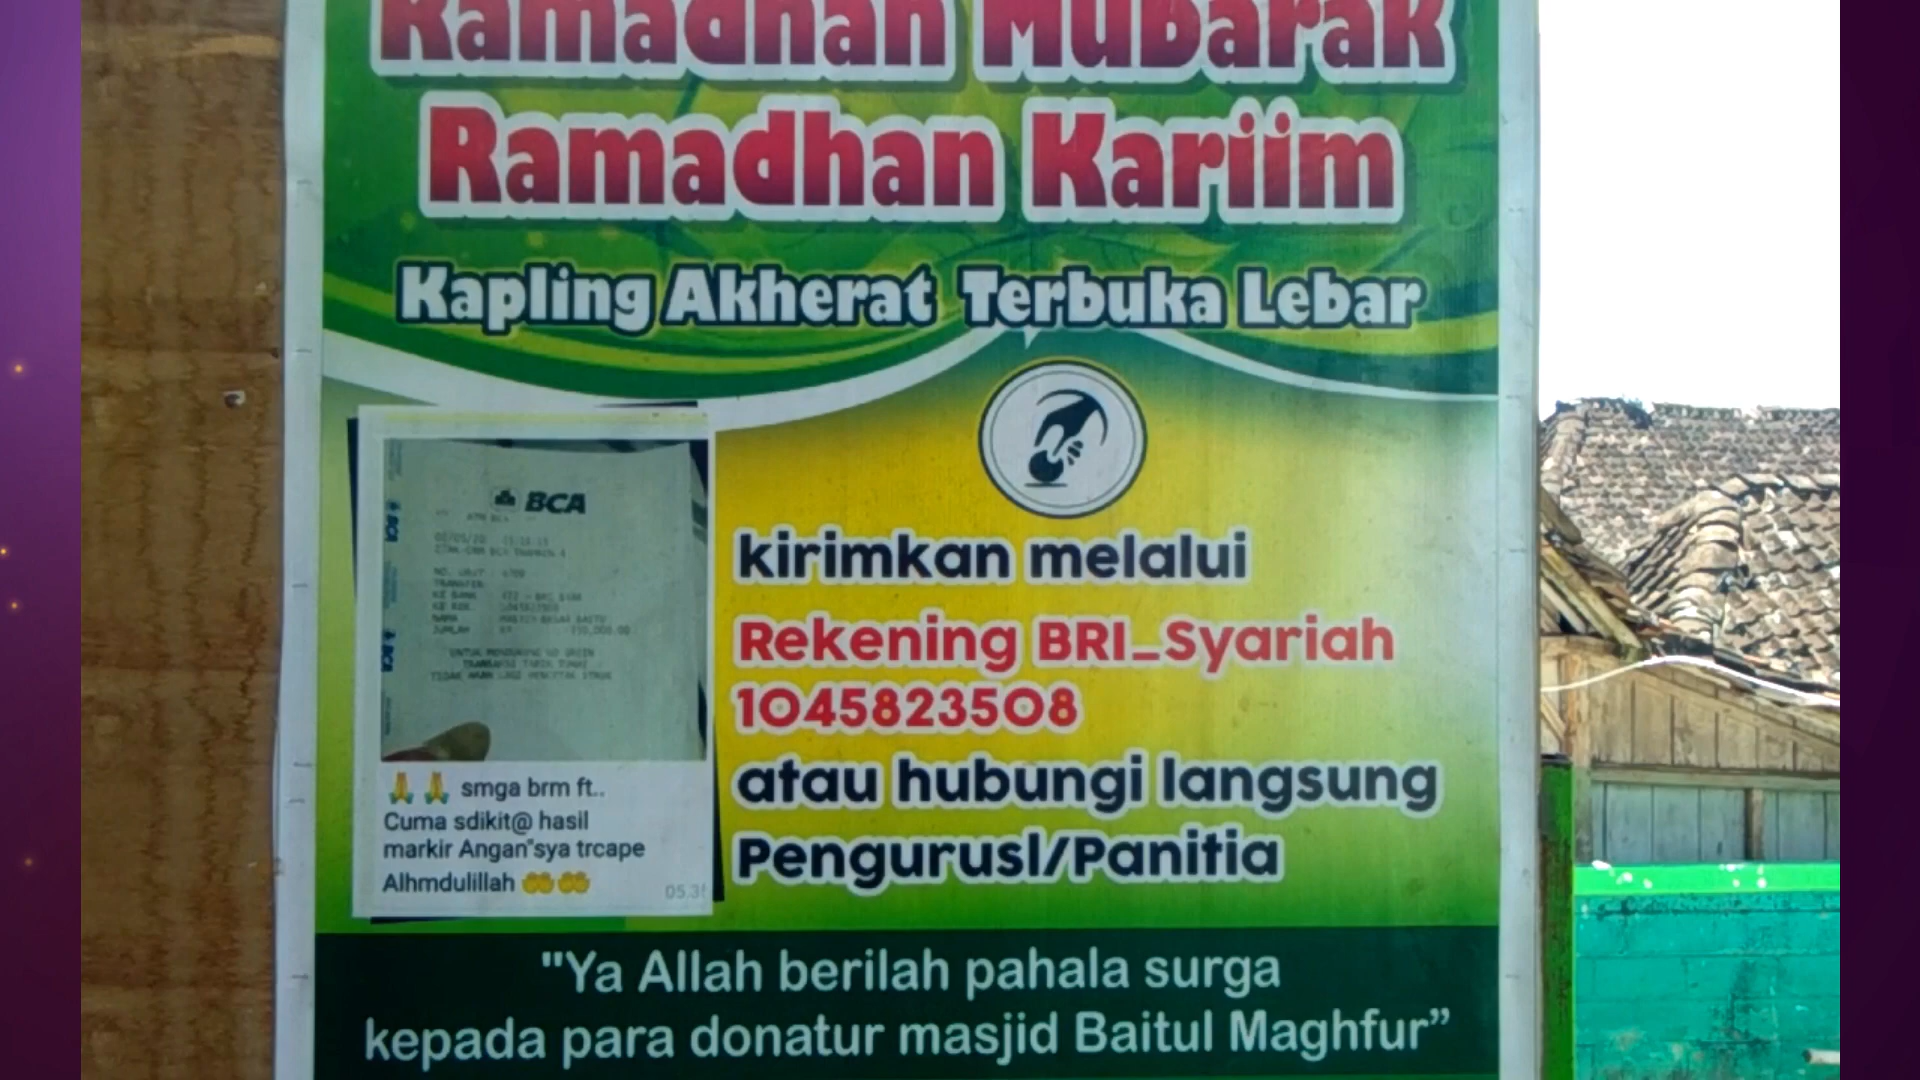 Ramadhan Mubarak
Ramadhan Kariim
Kapling Akherat Terbuka Lebar
BCA
smga brm ft..
Cuma sdikit@ hasil
markir Angan"sya trcape
Alhmdulillah
kirimkan melalui
Rekening BRI_Syariah
1045823508
atau hubungi langsung
PengurusI/Panitia
"Ya Allah berilah pahala surga
kepada para donatur masjid Baitul Maghfur”